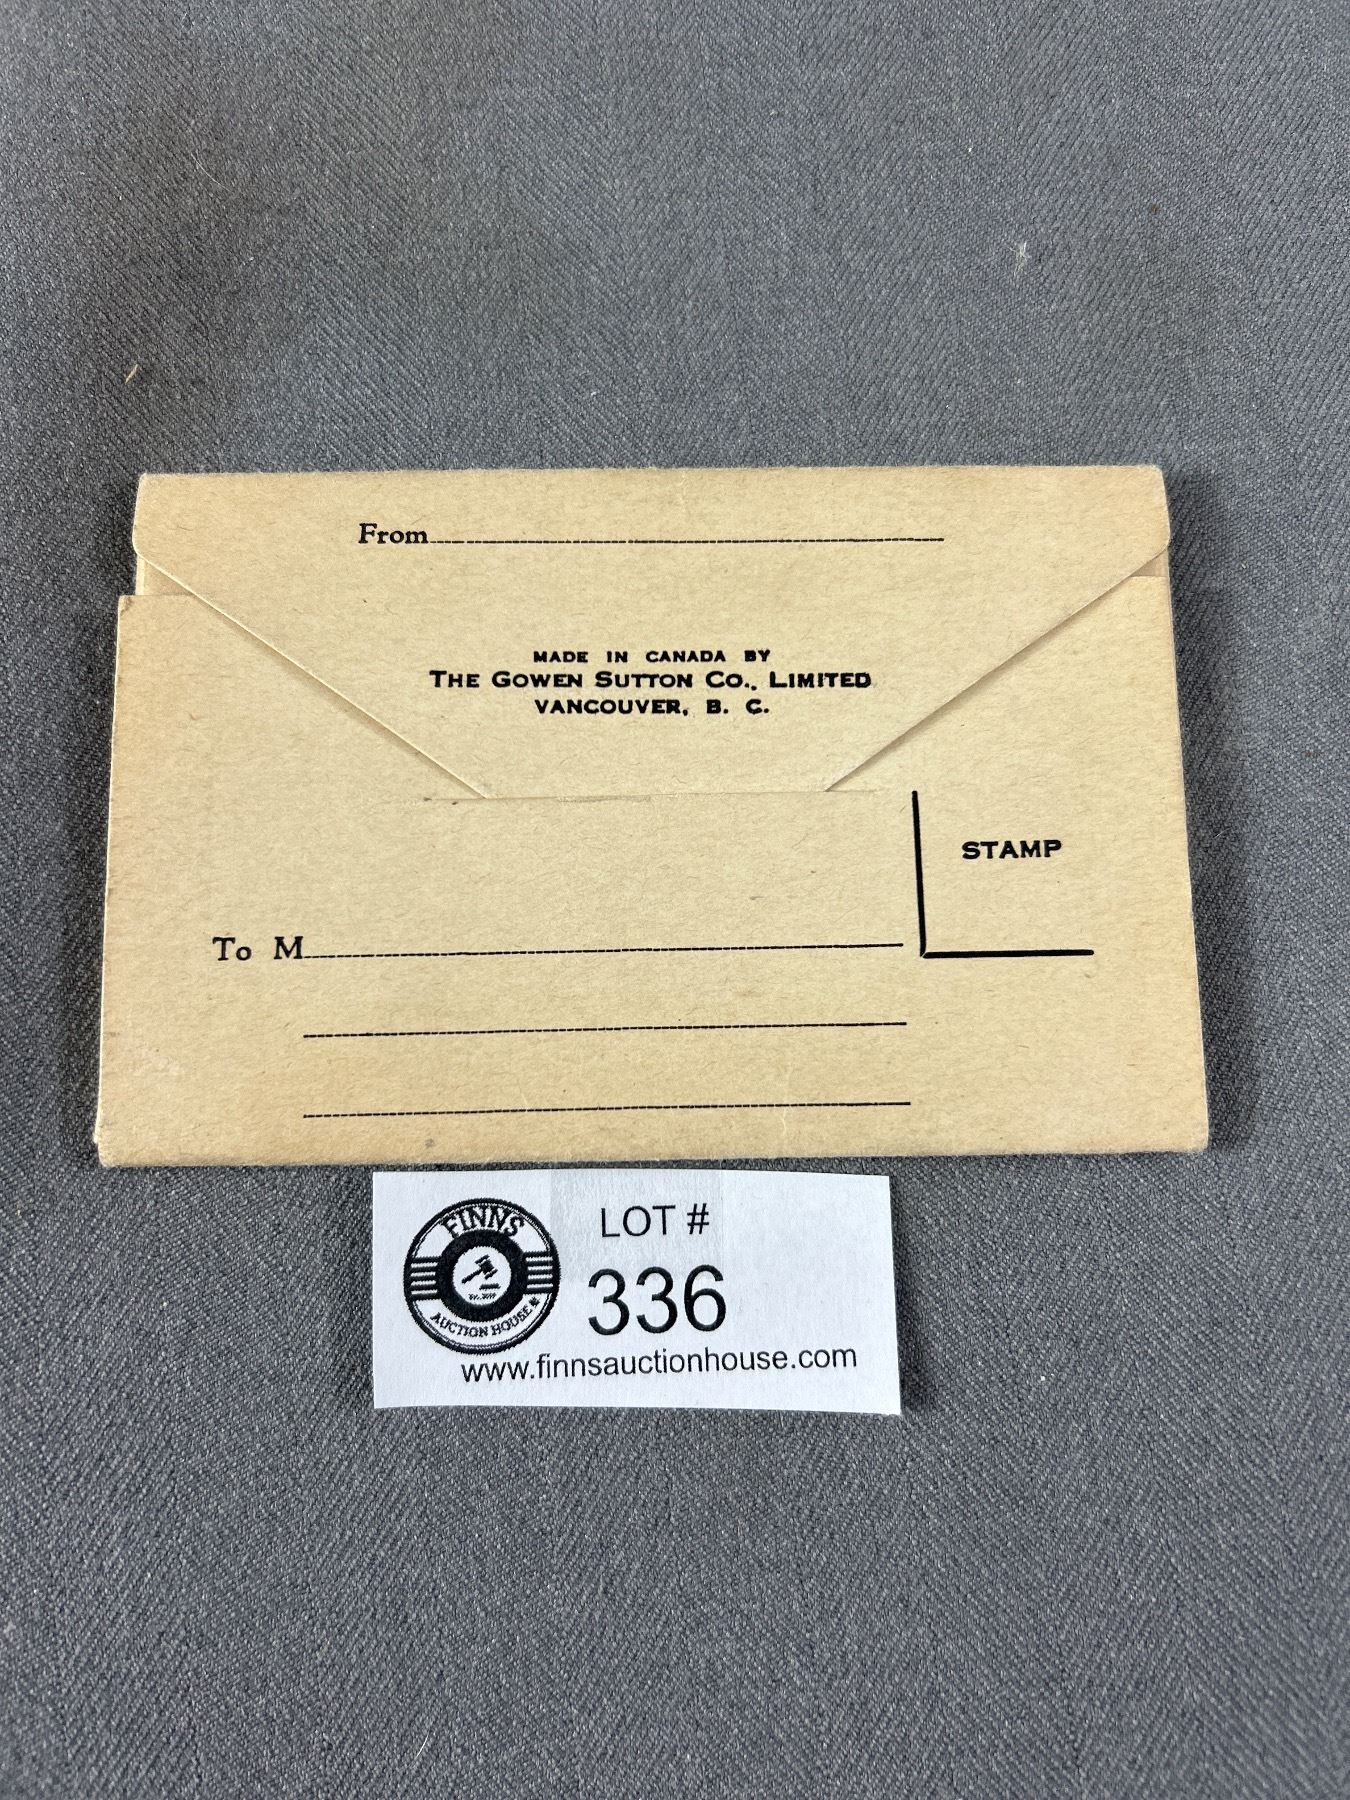 From
MADE IN CANADA BY
THE GOWEN SUTTON CO., LIMITED
VANCOUVER, B. C.
STAMP
To M
FINNS
AUCTION HOUSE
LOT #
336
www.finnsauctionhouse.com